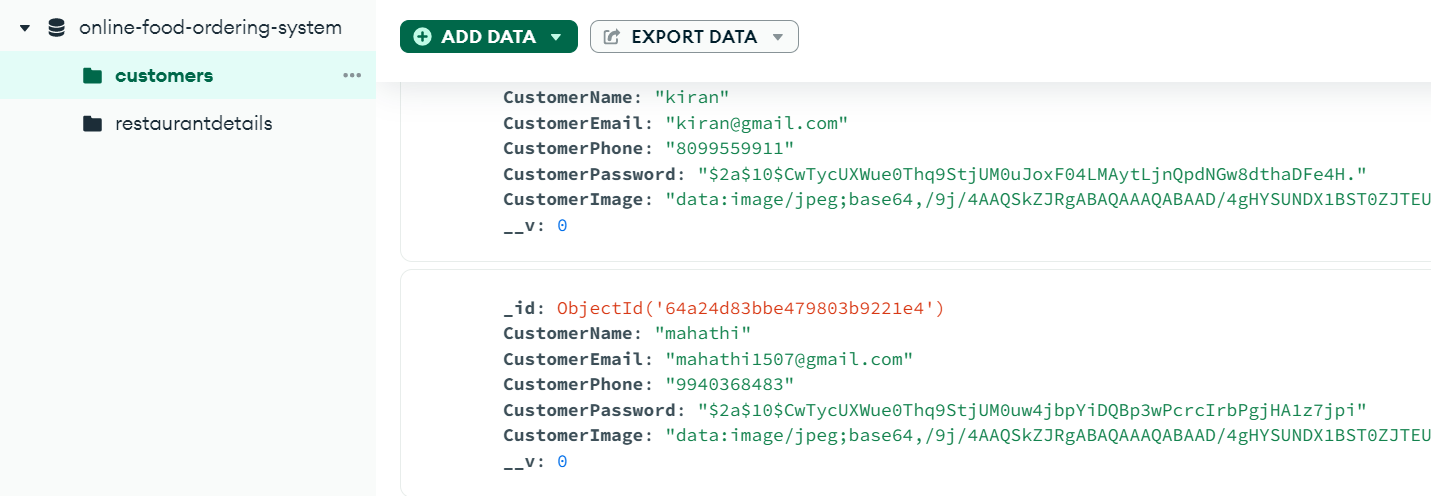 online-food-ordering-system
customers
restaurantdetails
ADD DATA
EXPORT DATA
CustomerName: "kiran"
CustomerEmail: "kiran@gmail.com"
CustomerPhone: "8099559911"
CustomerPassword: "$2a$10$CwTycUXWue0Thq9StjUM0uJoxF04LMAytLjnQpdNGw8dthaDFe4H."
CustomerImage: "data:image/jpeg;base64,/9j/4AAQSkZJRgABAQAAAQABAAD/4gHYSUNDX1BST0ZJTEU
__v: 0
_id: ObjectId('64a24d83bbe479803b9221e4')
CustomerName: "mahathi"
CustomerEmail: "mahathi1507@gmail.com"
CustomerPhone: "9940368483"
CustomerPassword: "$2a$10$CwTycUXWue0Thq9StjUM0uw4jbpYiDQBp3wPcrcIrbPgjHA1z7jpi"
CustomerImage: "data:image/jpeg;base64,/9j/4AAQSkZJRgABAQAAAQABAAD/4gHYSUNDX1BST0ZJTEU
__v: 0